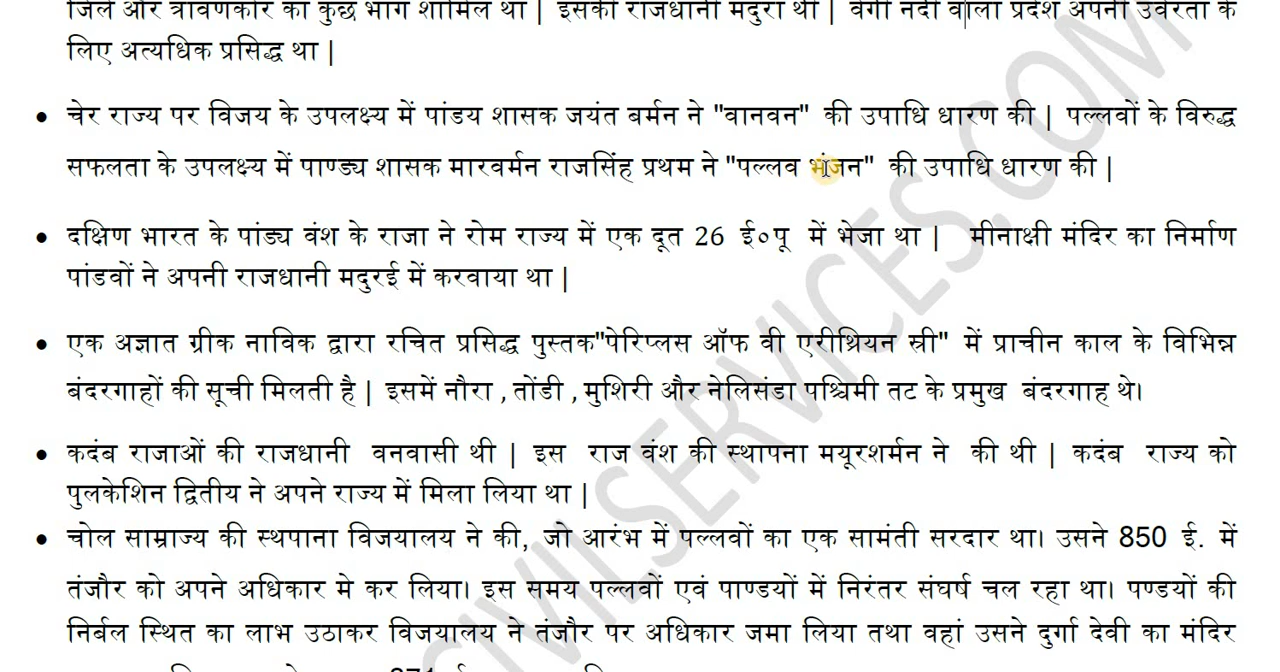 जिले और त्रावणकोर का कुछ भाग शामिल था | इसकी राजधानी मदुरा थी | वेगी नदी वाला प्रदेश अपनी उर्वरता के
लिए अत्यधिक प्रसिद्ध था |
• चेर राज्य पर विजय के उपलक्ष्य में पांडय शासक जयंत बर्मन ने "वानवन" की उपाधि धारण की | पल्लवों के विरुद्ध
सफलता के उपलक्ष्य में पाण्ड्य शासक मारवर्मन राजसिंह प्रथम ने "पल्लव भंजन" की उपाधि धारण की |
• दक्षिण भारत के पांड्य वंश के राजा ने रोम राज्य में एक दूत 26 ई०पू में भेजा था | मीनाक्षी मंदिर का निर्माण
पांडवों ने अपनी राजधानी मदुरई में करवाया था |
• एक अज्ञात ग्रीक नाविक द्वारा रचित प्रसिद्ध पुस्तक"पेरिप्लस ऑफ वी एरीथ्रियन स्री" में प्राचीन काल के विभिन्न
बंदरगाहों की सूची मिलती है | इसमें नौरा , तोंडी , मुशिरी और नेलिसंडा पश्चिमी तट के प्रमुख बंदरगाह थे।
• कदंब राजाओं की राजधानी वनवासी थी | इस राज वंश की स्थापना मयूरशर्मन ने की थी | कदंब राज्य को
पुलकेशिन द्वितीय ने अपने राज्य में मिला लिया था |
• चोल साम्राज्य की स्थपाना विजयालय ने की, जो आरंभ में पल्लवों का एक सामंती सरदार था। उसने 850 ई. में
तंजौर को अपने अधिकार मे कर लिया। इस समय पल्लवों एवं पाण्डयों में निरंतर संघर्ष चल रहा था। पण्डयों की
निर्बल स्थित का लाभ उठाकर विजयालय ने तंजौर पर अधिकार जमा लिया तथा वहां उसने दुर्गा देवी का मंदिर
CIVILSERVICES.COM